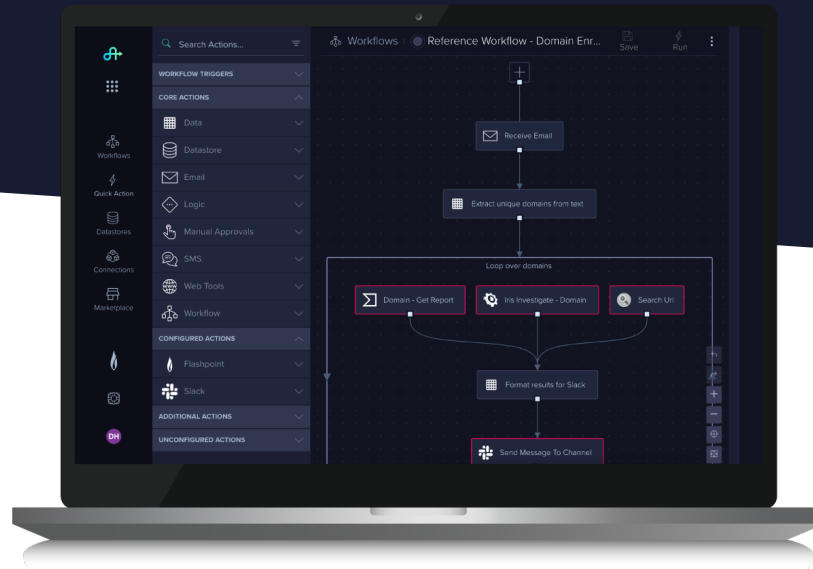 Search Actions...
Workflows
Reference Workflow - Domain Enr...
Save
Run
WORKFLOW TRIGGERS
CORE ACTIONS
Data
Datastore
Email
Logic
Manual Approvals
SMS
Web Tools
Workflow
CONFIGURED ACTIONS
Flashpoint
Slack
ADDITIONAL ACTIONS
UNCONFIGURED ACTIONS
Workflows
Quick Action
Datastores
Connections
Marketplace
DH
Receive Email
Extract unique domains from text
Loop over domains
Domain - Get Report
Iris Investigate - Domain
Search Url
Format results for Slack
Send Message To Channel